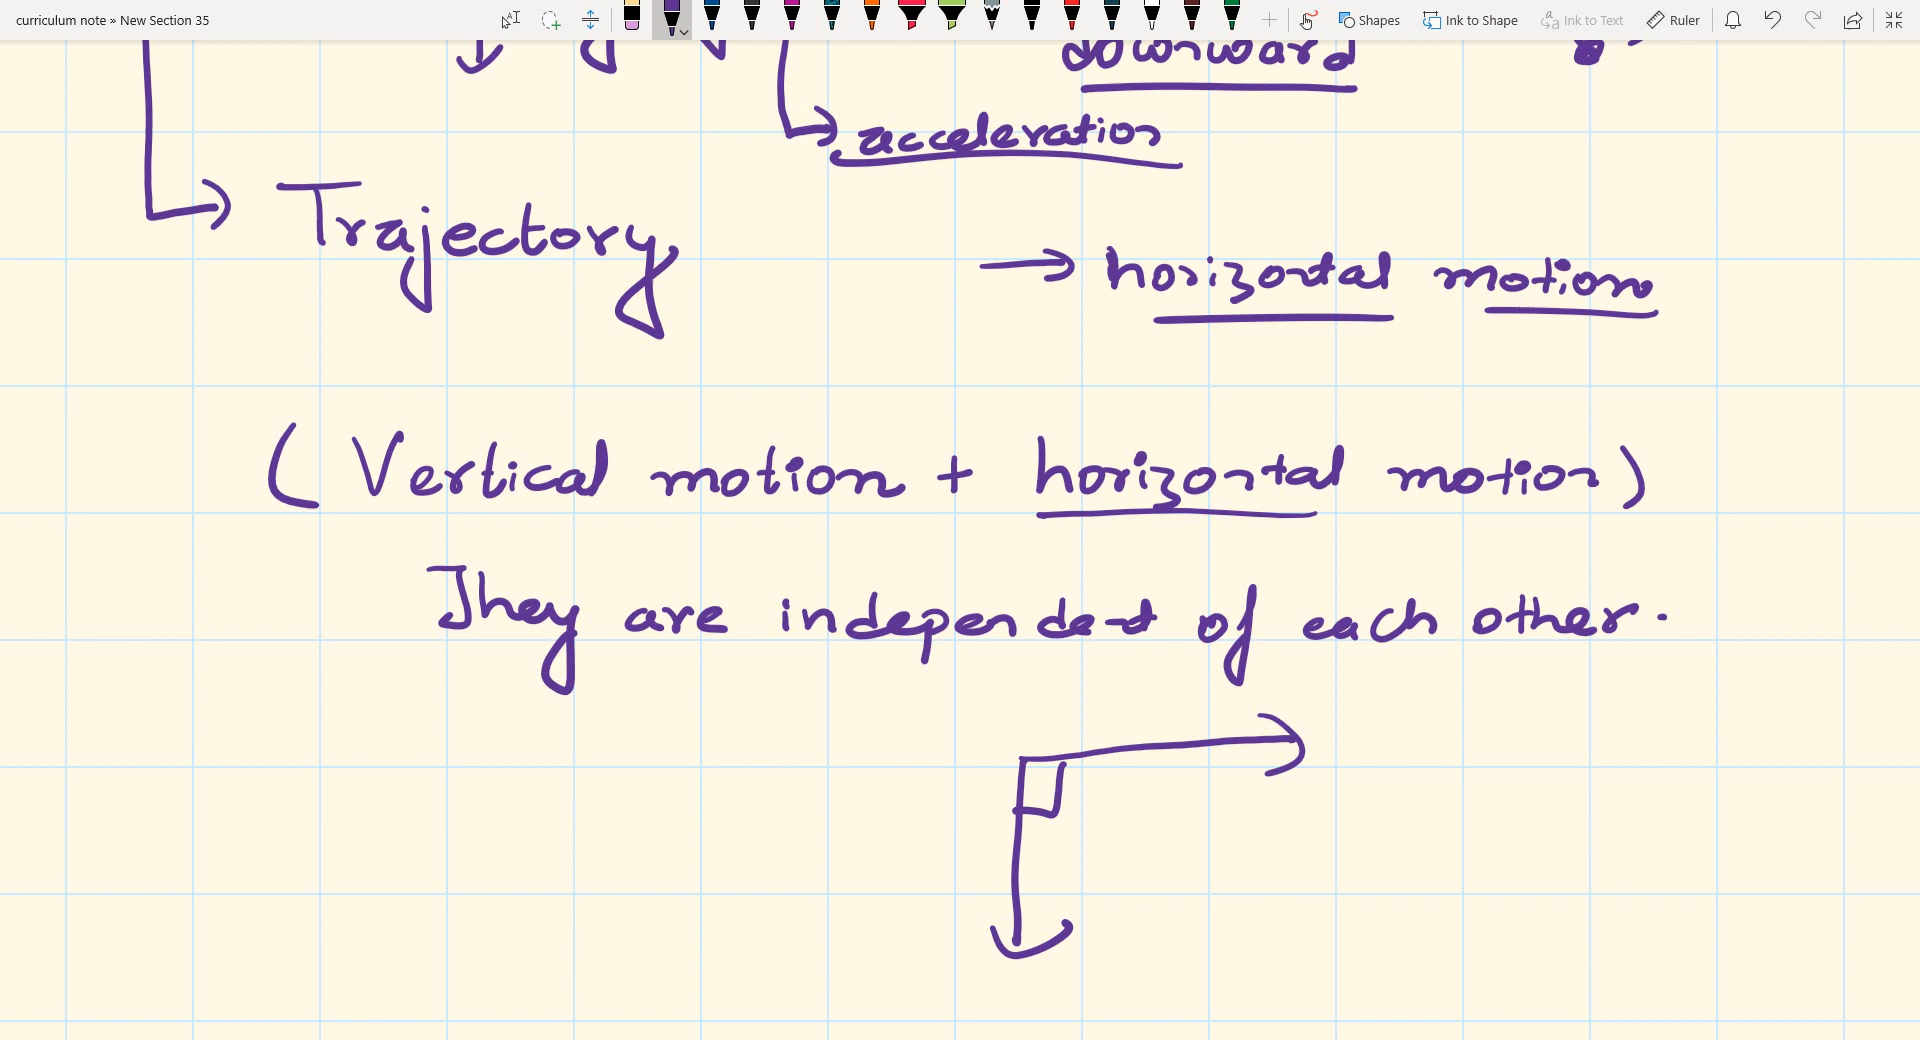 curriculum note » New Section 35
Shapes Ink to Shape Ink to Text Ruler
downward
acceleration
Trajectory
→ horizontal motion
(Vertical motion + horizontal motion)
They are independent of each other.